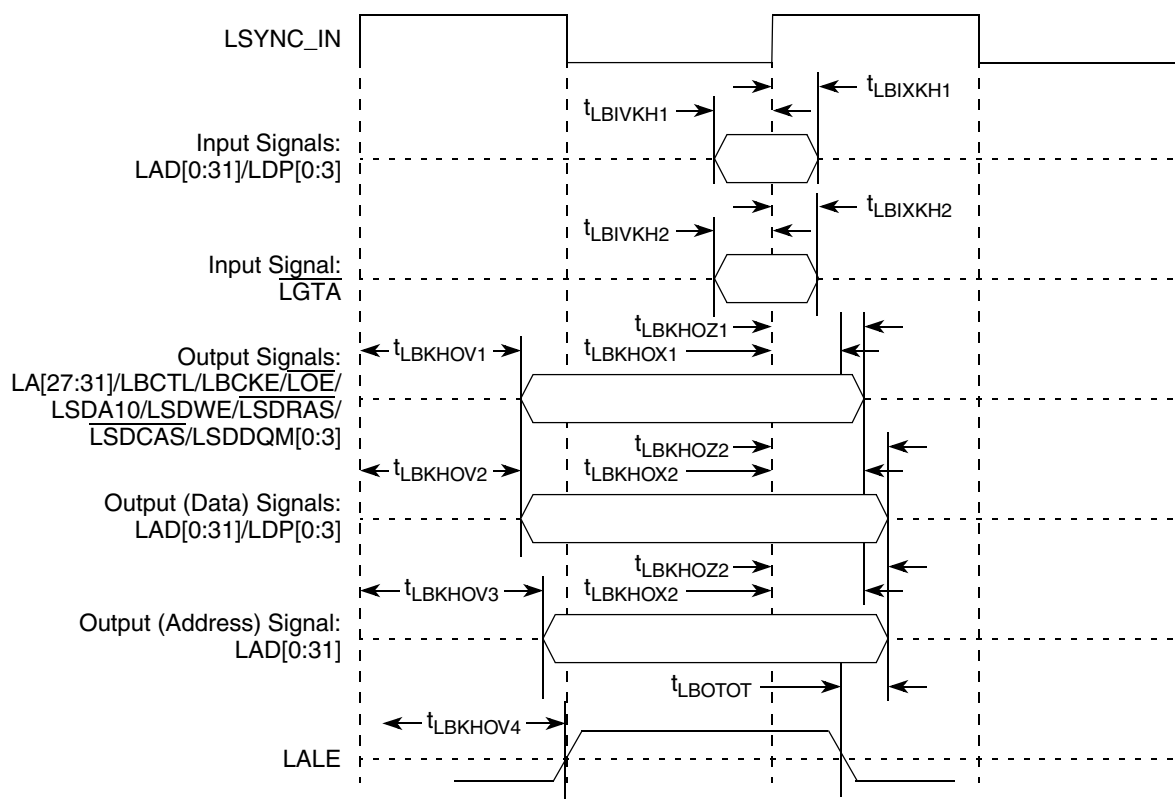 LSYNC_IN
tLBIXKH1
tLBIVKH1
Input Signals:
LAD[0:31]/LDP[0:3]
tLBIXKH2
tLBIVKH2
Input Signal:
LGTA
tLBKHOZ1
tLBKHOV1
tLBKHOX1
Output Signals:
LA[27:31]/LBCTL/LBCKE/LOE/
LSDA10/LSDWE/LSDRAS/
LSDCAS/LSDDQM[0:3]
tLBKHOZ2
tLBKHOV2
tLBKHOX2
Output (Data) Signals:
LAD[0:31]/LDP[0:3]
tLBKHOZ2
tLBKHOV3
tLBKHOX2
Output (Address) Signal:
LAD[0:31]
tLBOTOT
tLBKHOV4
LALE